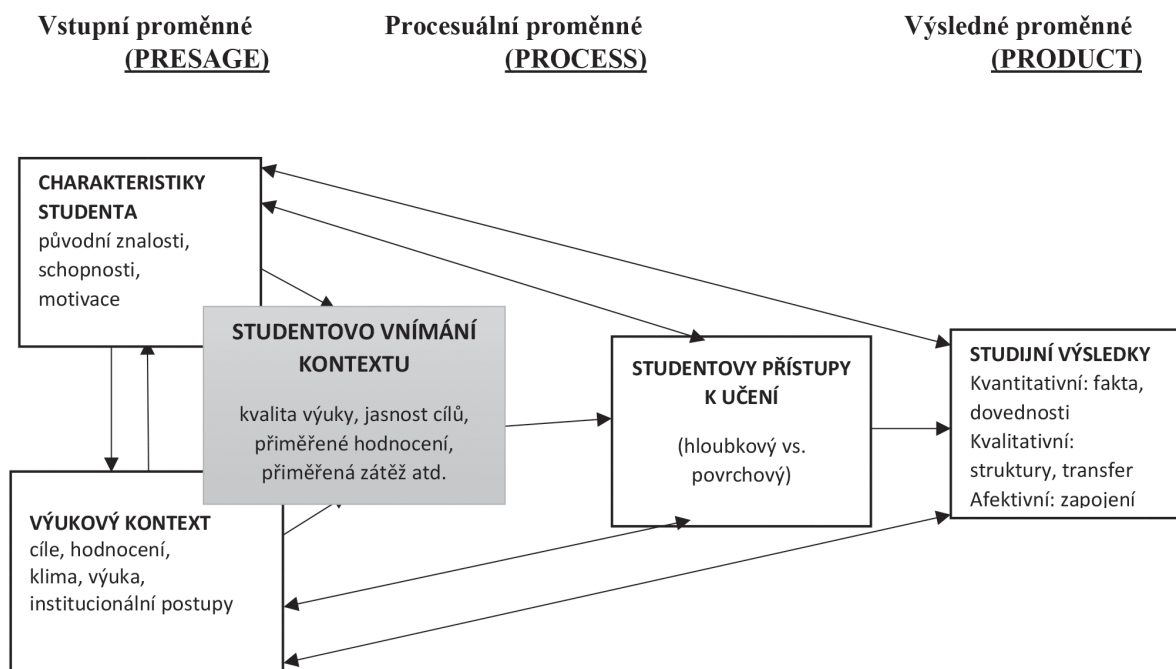 Vstupní proměnné
(PRESAGE)
Procesuální proměnné
(PROCESS)
Výsledné proměnné
(PRODUCT)
CHARAKTERISTIKY
STUDENTA
původní znalosti,
schopnosti,
motivace
STUDENTOVO VNÍMÁNÍ
KONTEXTU
kvalita výuky, jasnost cílů,
přiměřené hodnocení,
přiměřená zátěž atd.
VÝUKOVÝ KONTEXT
cíle, hodnocení,
klima, výuka,
institucionální postupy
STUDENTOVY PŘÍSTUPY
K UČENÍ
(hloubkový vs.
povrchový)
STUDIJNÍ VÝSLEDKY
Kvantitativní: fakta,
dovednosti
Kvalitativní:
struktury, transfer
Afektivní: zapojení